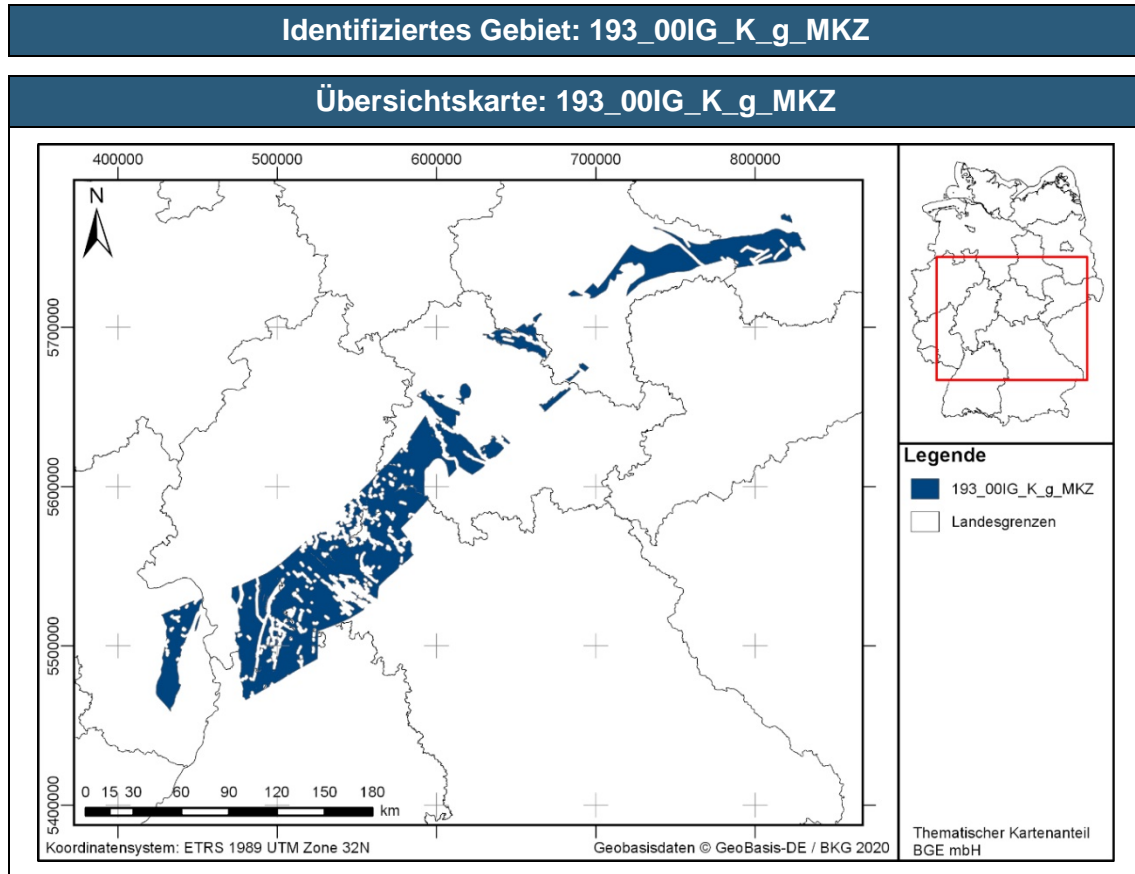 Identifiziertes Gebiet: 193_00IG_K_g_MKZ
Übersichtskarte: 193_00IG_K_g_MKZ
400000 500000 600000 700000 800000
N
5700000
5600000
5500000
5400000
0 15 30 60 90 120 150 180
km
Koordinatensystem: ETRS 1989 UTM Zone 32N
Geobasisdaten © GeoBasis-DE / BKG 2020
Legende
193_00IG_K_g_MKZ
Landesgrenzen
Thematischer Kartenanteil
BGE mbH